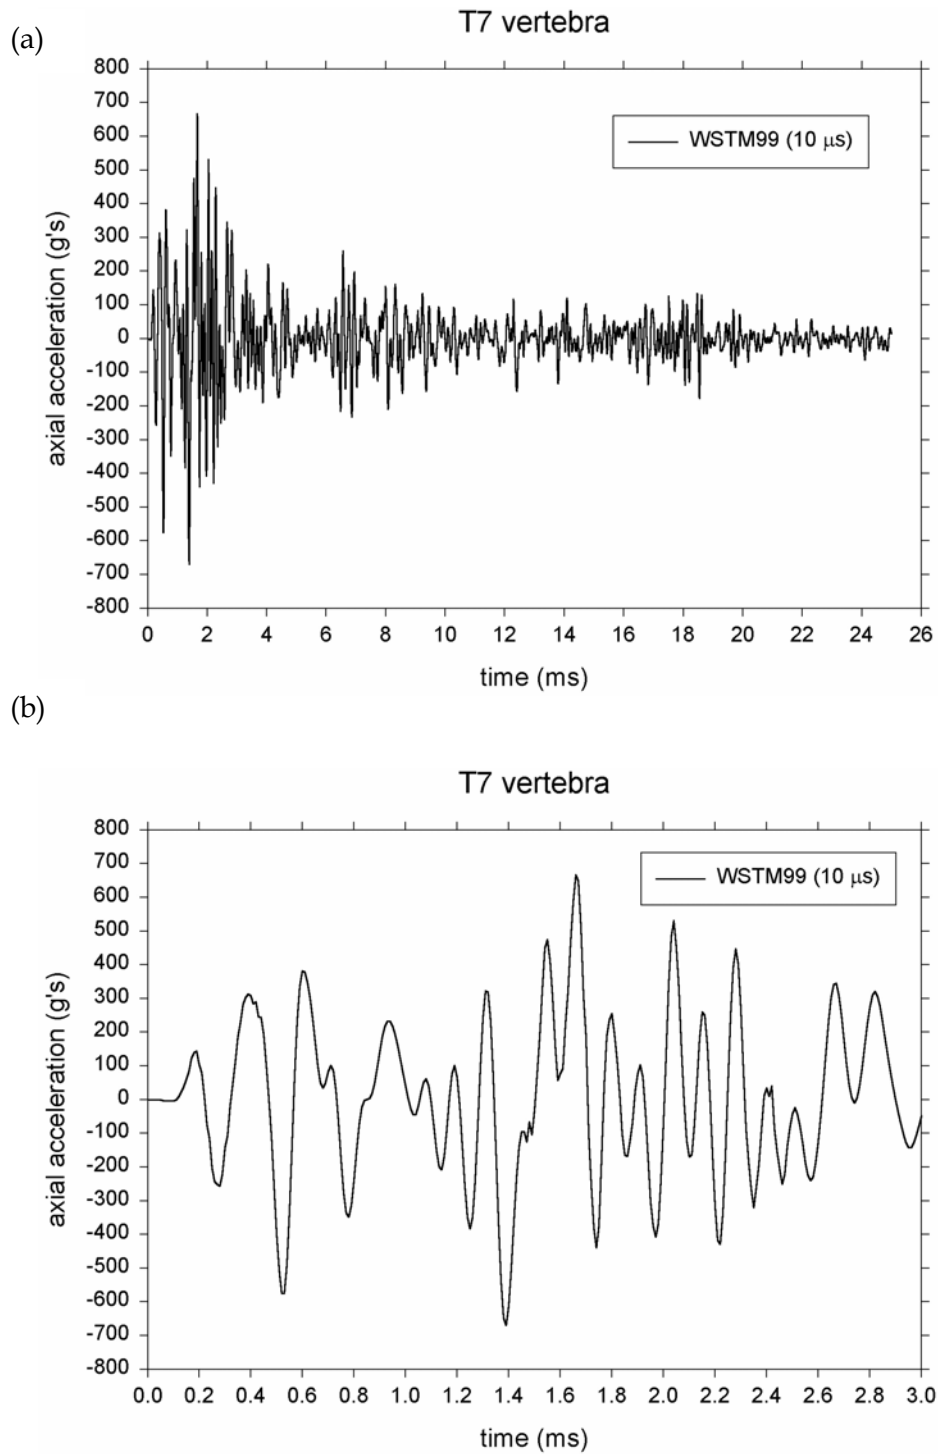 (a)
T7 vertebra
800
700
600
500
400
300
200
100
0
-100
-200
-300
-400
-500
-600
-700
-800
axial acceleration (g's)
WSTM99 (10 μs)
0 2 4 6 8 10 12 14 16 18 20 22 24 26
time (ms)
(b)
T7 vertebra
800
700
600
500
400
300
200
100
0
-100
-200
-300
-400
-500
-600
-700
-800
axial acceleration (g's)
WSTM99 (10 μs)
0.0 0.2 0.4 0.6 0.8 1.0 1.2 1.4 1.6 1.8 2.0 2.2 2.4 2.6 2.8 3.0
time (ms)